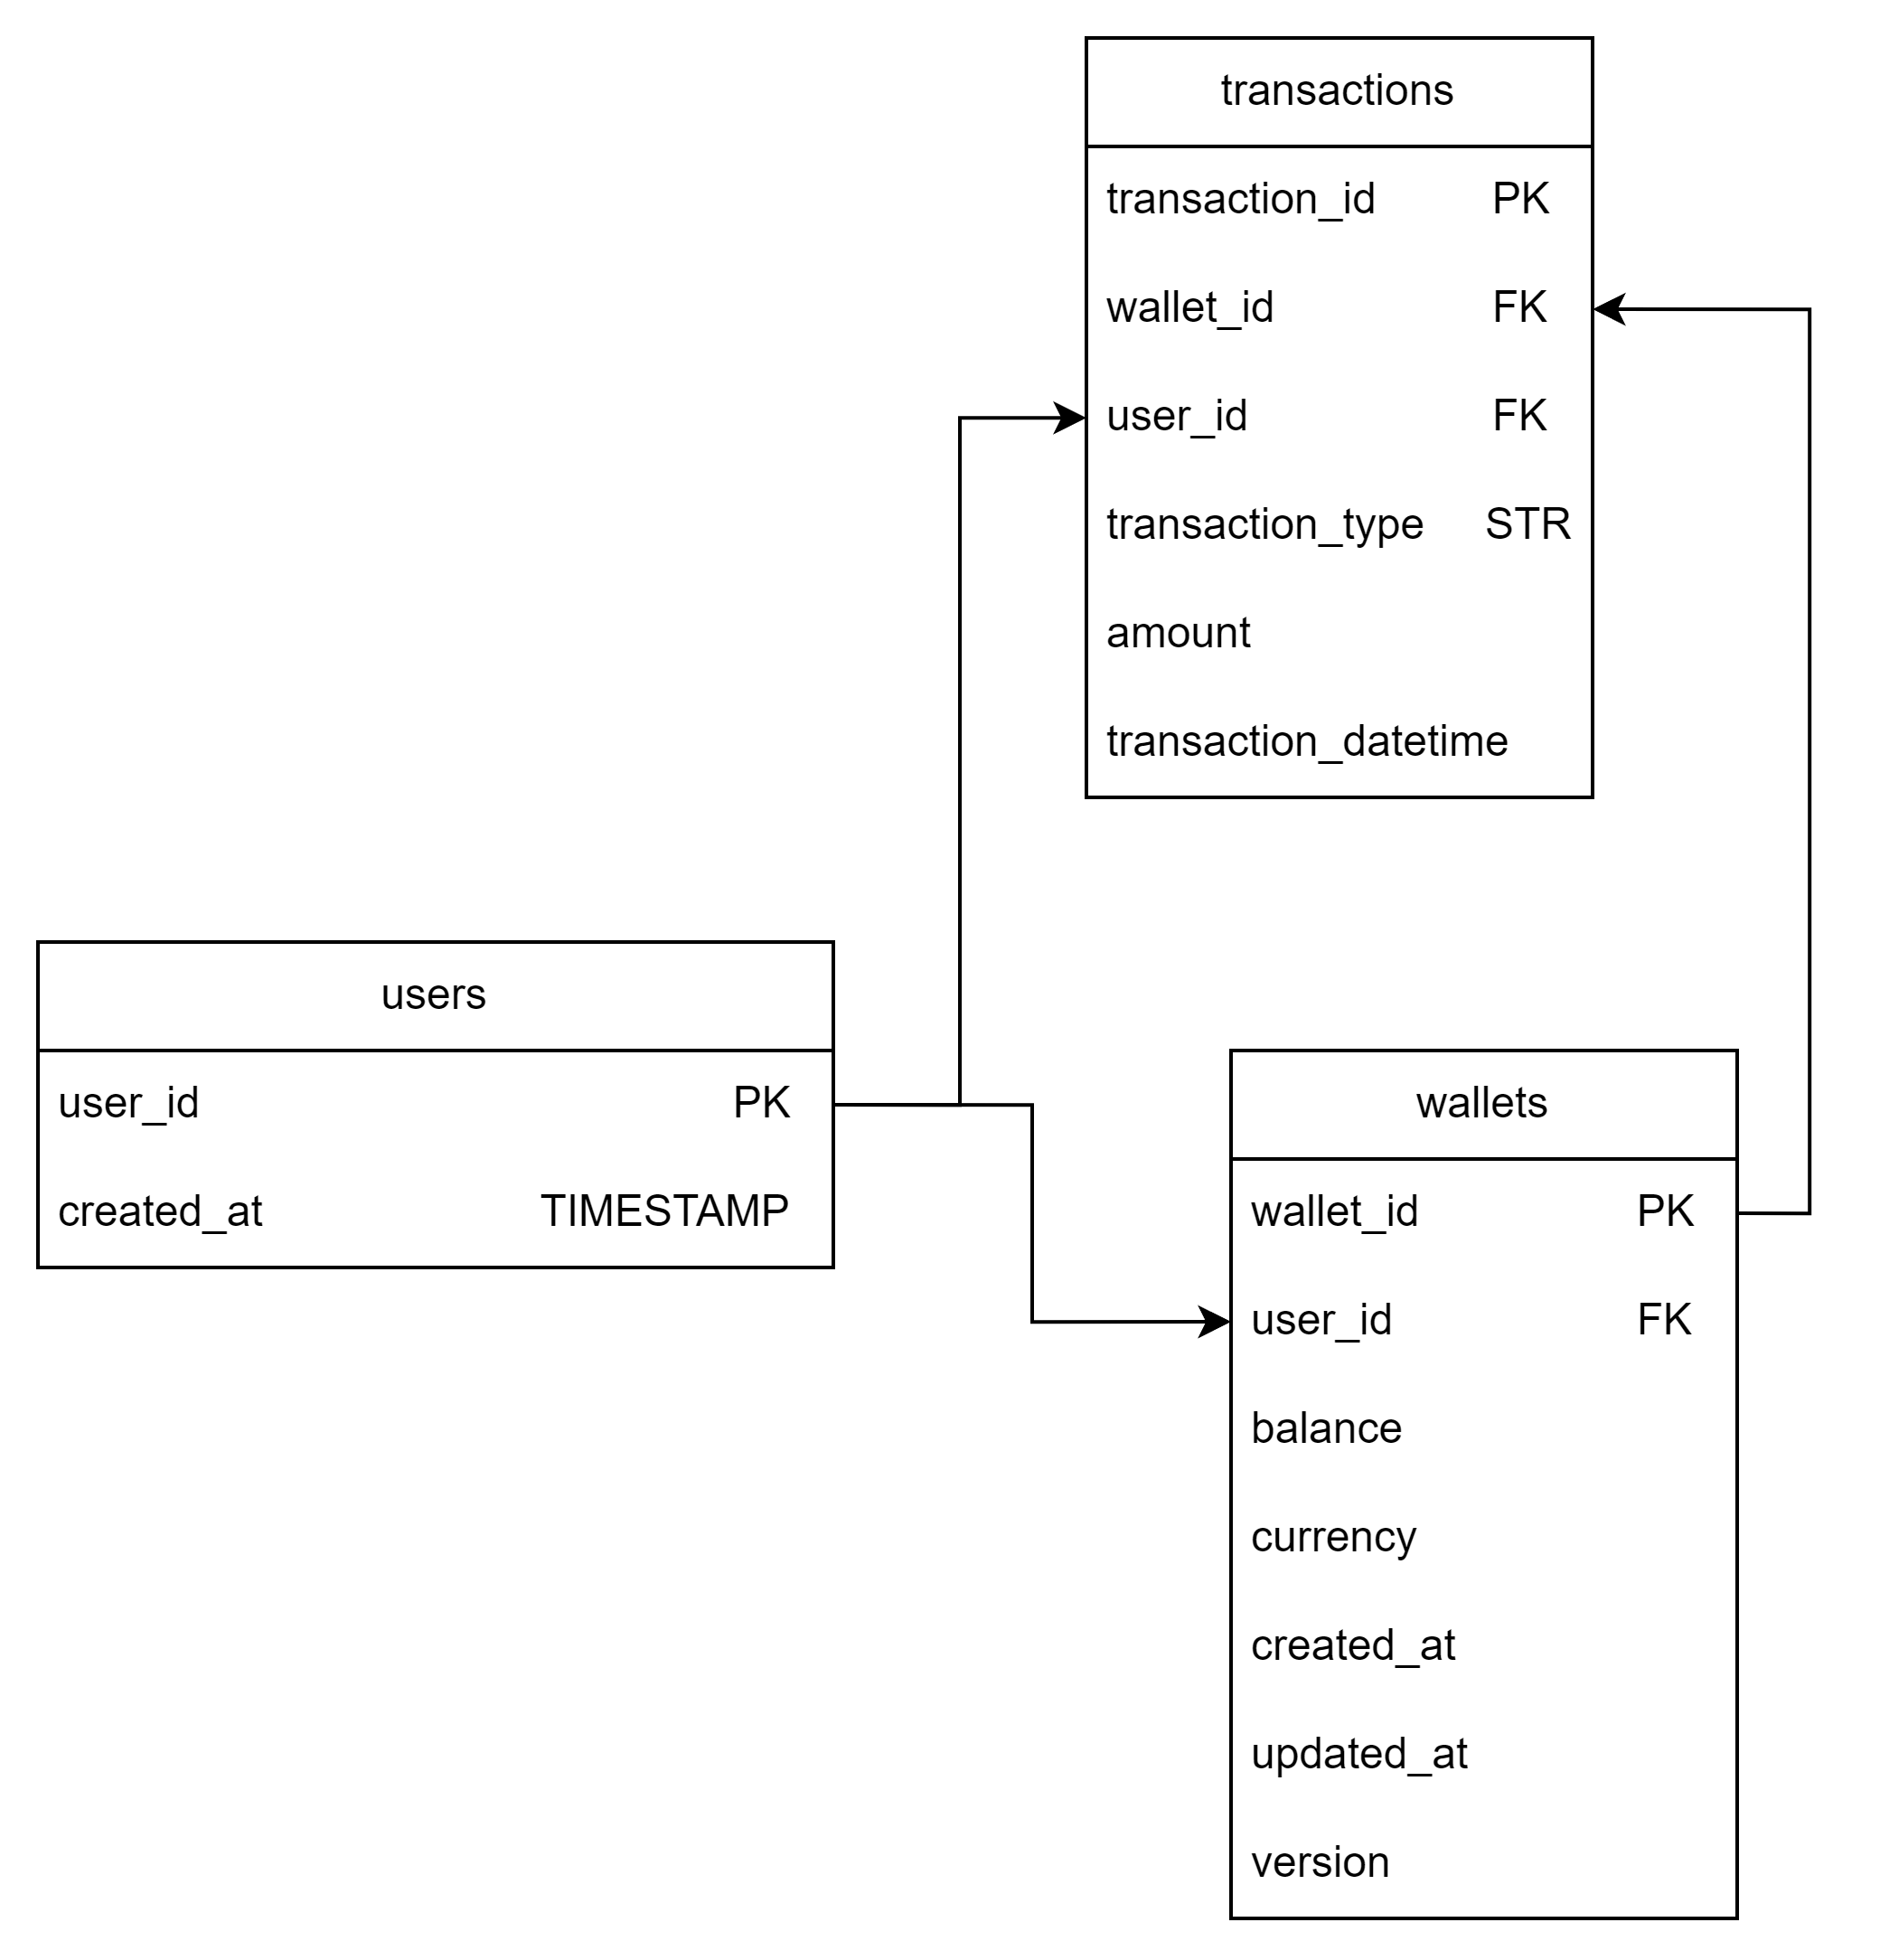 transactions
transaction_id PK
wallet_id FK
user_id FK
transaction_type STR
amount
transaction_datetime
users
user_id PK
created_at TIMESTAMP
wallets
wallet_id PK
user_id FK
balance
currency
created_at
updated_at
version